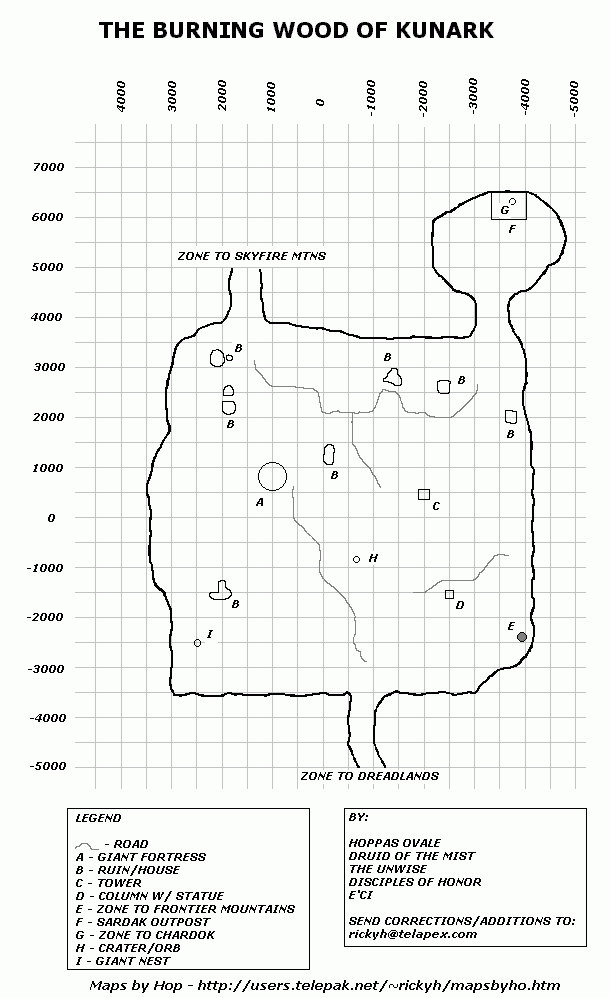 THE BURNING WOOD OF KUNARK
4000 3000 2000 1000 0 -1000 -2000 -3000 -4000 -5000
7000
6000
G
F
5000
ZONE TO SKYFIRE MTNS
4000
3000
B
B
B
2000
B
B
1000
B
A
C
0
-1000
H
B
D
-2000
I
E
-3000
-4000
-5000
ZONE TO DREADLANDS
LEGEND
- ROAD
A - GIANT FORTRESS
B - RUIN/HOUSE
C - TOWER
D - COLUMN W/ STATUE
E - ZONE TO FRONTIER MOUNTAINS
F - SARDAK OUTPOST
G - ZONE TO CHARDOK
H - CRATER/ORB
I - GIANT NEST
BY:
HOPPAS OVALE
DRUID OF THE MIST
THE UNWISE
DISCIPLES OF HONOR
E'CI
SEND CORRECTIONS/ADDITIONS TO:
rickyh@telapex.com
Maps by Hop - http://users.telepak.net/~rickyh/mapsbyho.htm